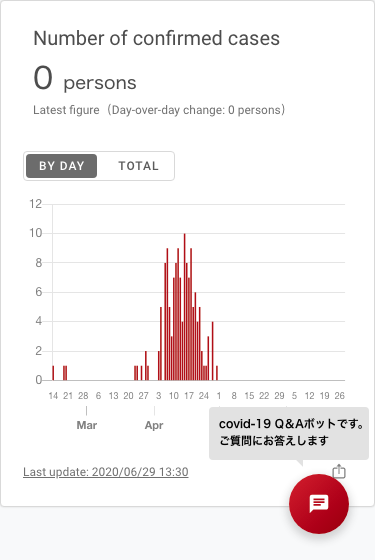 Number of confirmed cases
0 persons
Latest figure（Day-over-day change: 0 persons）
BY DAY TOTAL
12
10
8
6
4
2
0
14 21 28 6 13 20 27 3 10 17 24 1 8 15 22 29 5 12 19 26
Mar Apr
covid-19 Q&Aボットです。
ご質問にお答えします
Last update: 2020/06/29 13:30